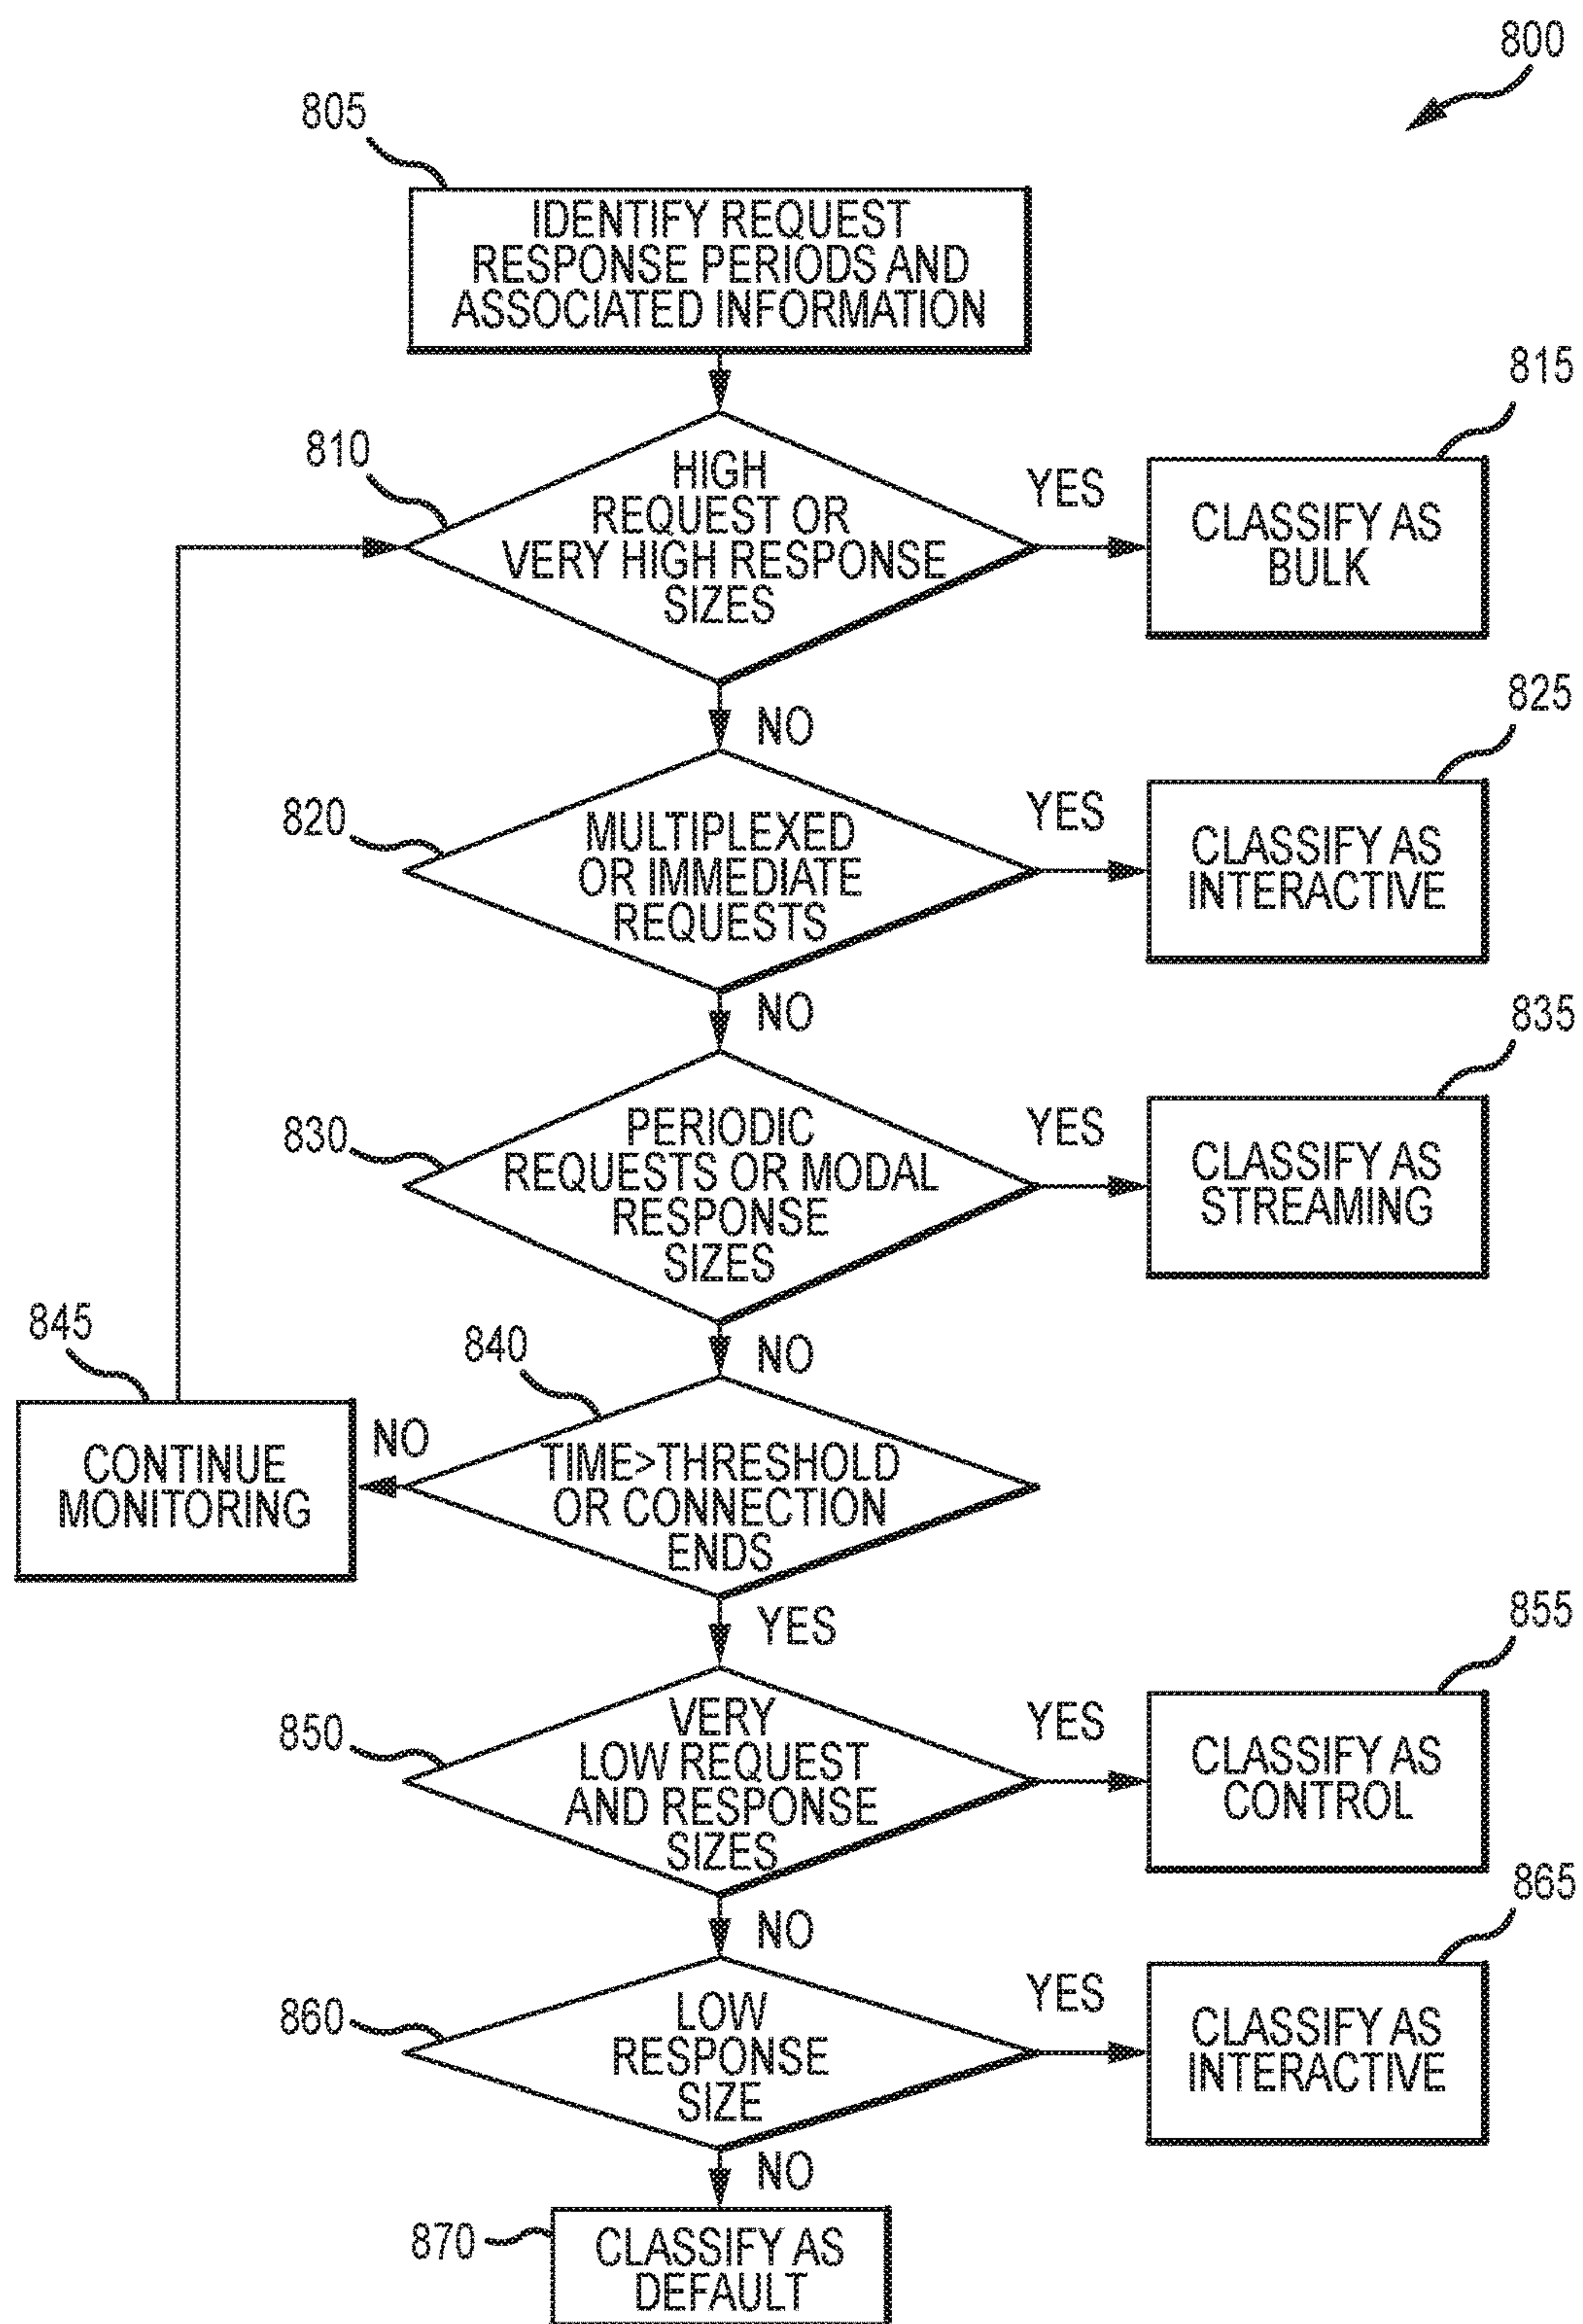 800
805
IDENTIFY REQUEST
RESPONSE PERIODS AND
ASSOCIATED INFORMATION
810
HIGH
REQUEST OR
VERY HIGH RESPONSE
SIZES
YES
815
CLASSIFY AS
BULK
NO
820
MULTIPLEXED
OR IMMEDIATE
REQUESTS
YES
825
CLASSIFY AS
INTERACTIVE
NO
830
PERIODIC
REQUESTS OR MODAL
RESPONSE
SIZES
YES
835
CLASSIFY AS
STREAMING
NO
840
TIME>THRESHOLD
OR CONNECTION
ENDS
NO
845
CONTINUE
MONITORING
YES
850
VERY
LOW REQUEST
AND RESPONSE
SIZES
YES
855
CLASSIFY AS
CONTROL
NO
860
LOW
RESPONSE
SIZE
YES
865
CLASSIFY AS
INTERACTIVE
NO
870
CLASSIFY AS
DEFAULT